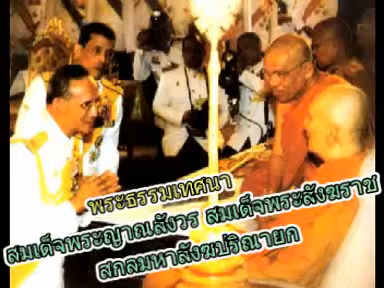 พระธรรมเทศนา
สมเด็จพระญาณสังวร สมเด็จพระสังฆราช
สกลมหาสังฆปริณายก